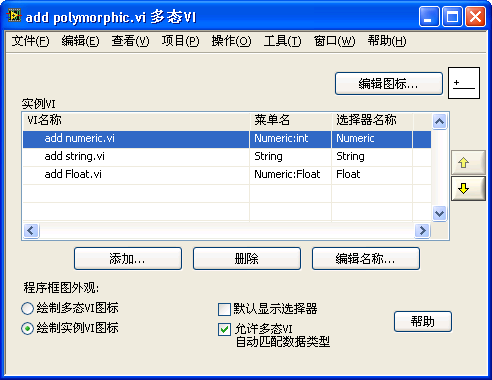 add polymorphic.vi 多态VI
文件(F) 编辑(E) 查看(V) 项目(P) 操作(O) 工具(T) 窗口(W) 帮助(H)
编辑图标...
实例VI
VI名称 菜单名 选择器名称
add numeric.vi Numeric:int Numeric
add string.vi String String
add Float.vi Numeric:Float Float
添加... 删除 编辑名称...
程序框图外观:
绘制多态VI图标 默认显示选择器
绘制实例VI图标 允许多态VI
自动匹配数据类型
帮助